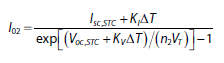 I02 = (Isc,STC + KIΔT) / (exp[(Voc,STC + KVΔT)/(n2VT)] − 1)